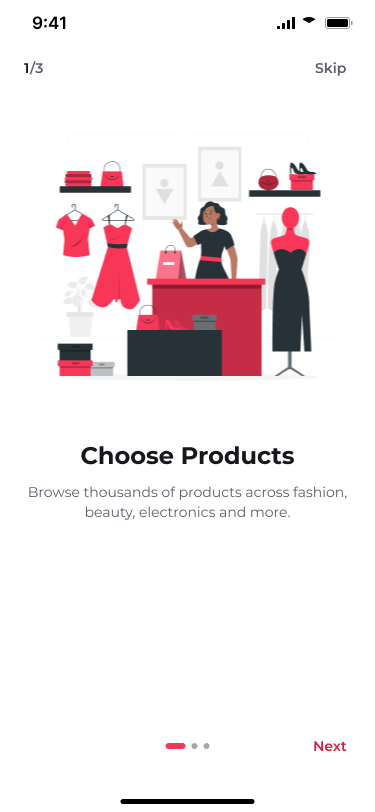 9:41
1/3
Skip
Choose Products
Browse thousands of products across fashion,
beauty, electronics and more.
Next